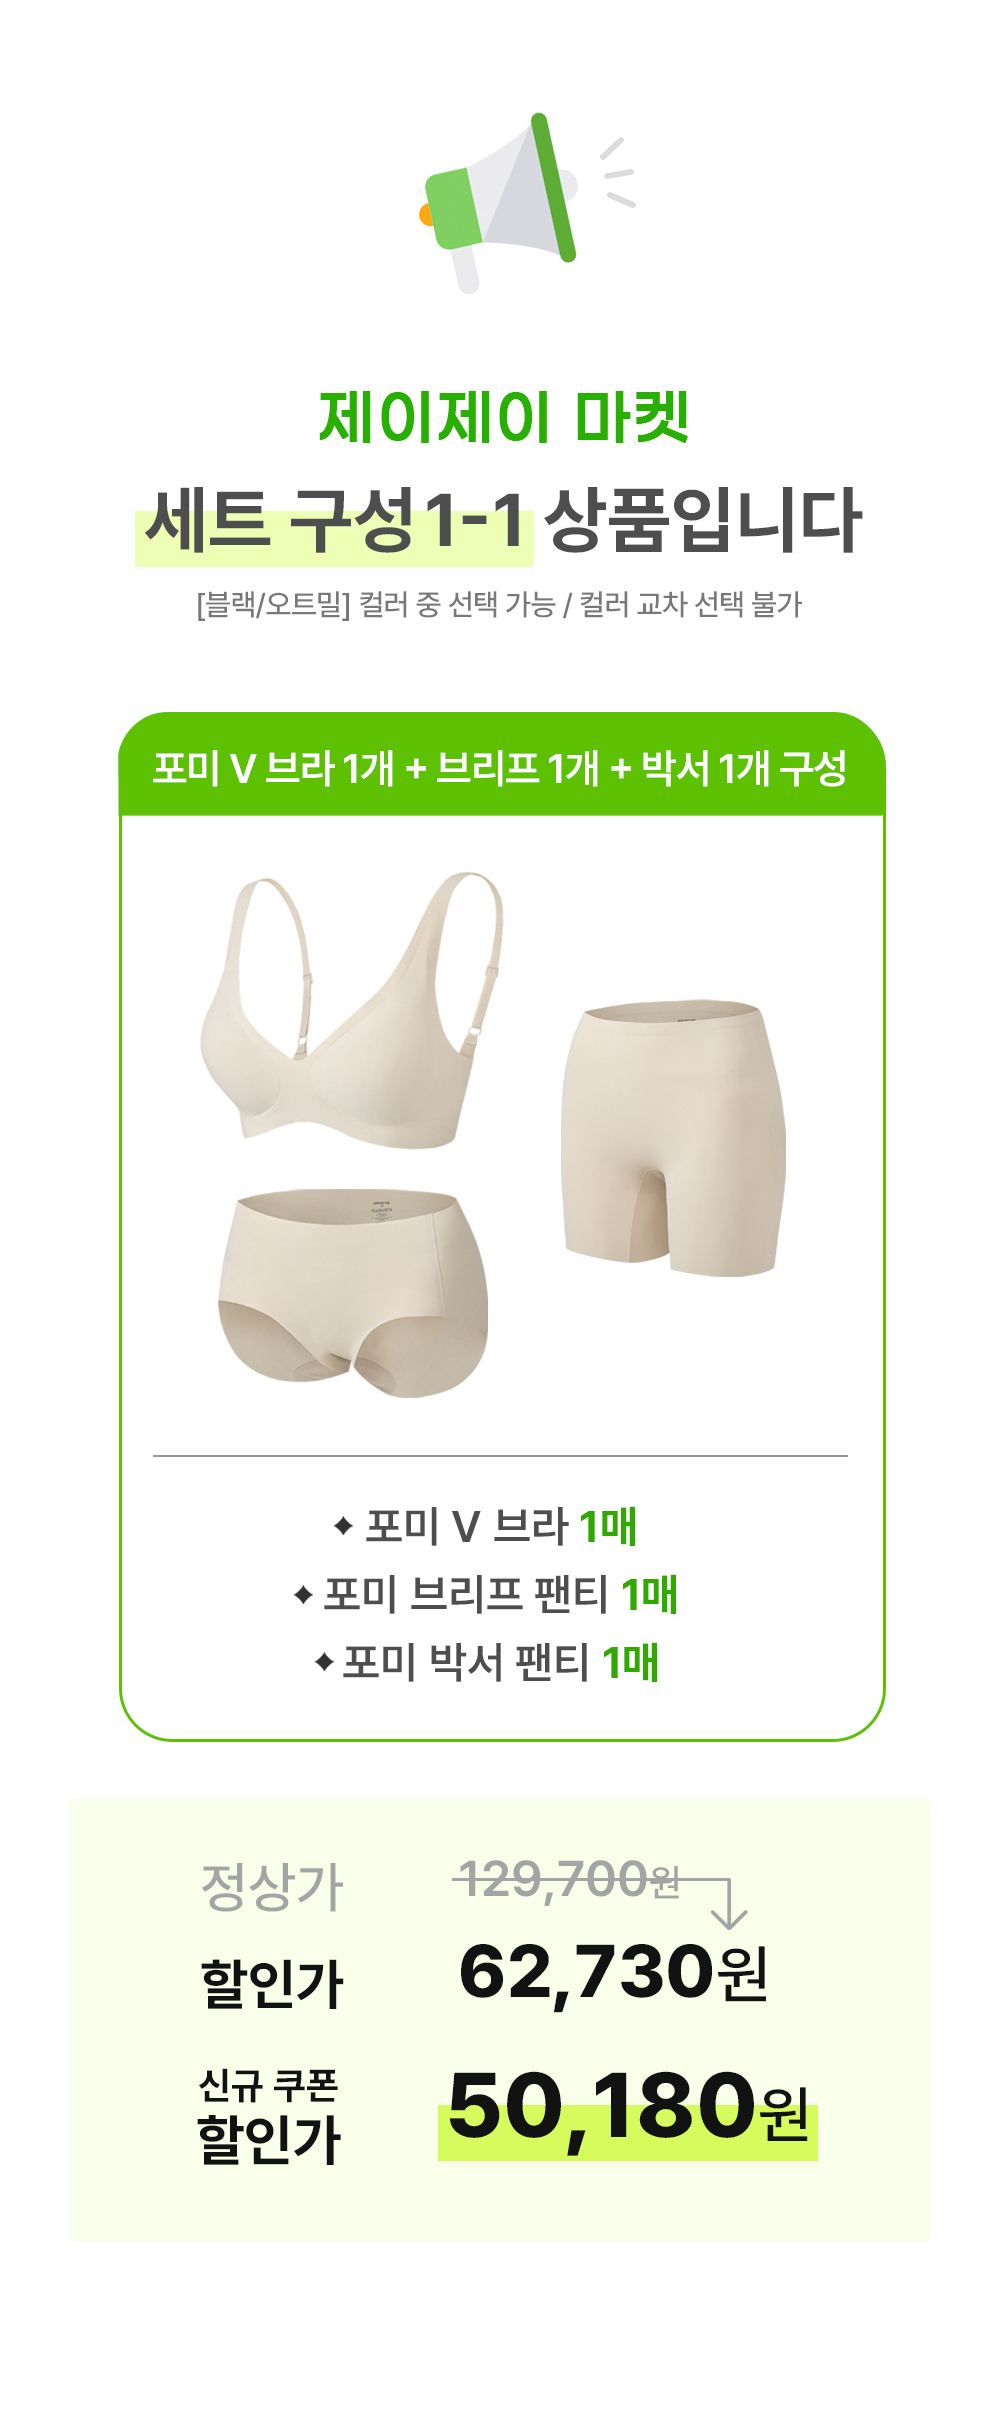 제이제이 마켓
세트 구성 1-1 상품입니다
[블랙/오트밀] 컬러 중 선택 가능 / 컬러 교차 선택 불가
포미 V 브라 1개 + 브리프 1개 + 박서 1개 구성
✦ 포미 V 브라 1매
✦ 포미 브리프 팬티 1매
✦ 포미 박서 팬티 1매
정상가 129,700원
할인가 62,730원
신규 쿠폰
할인가 50,180원